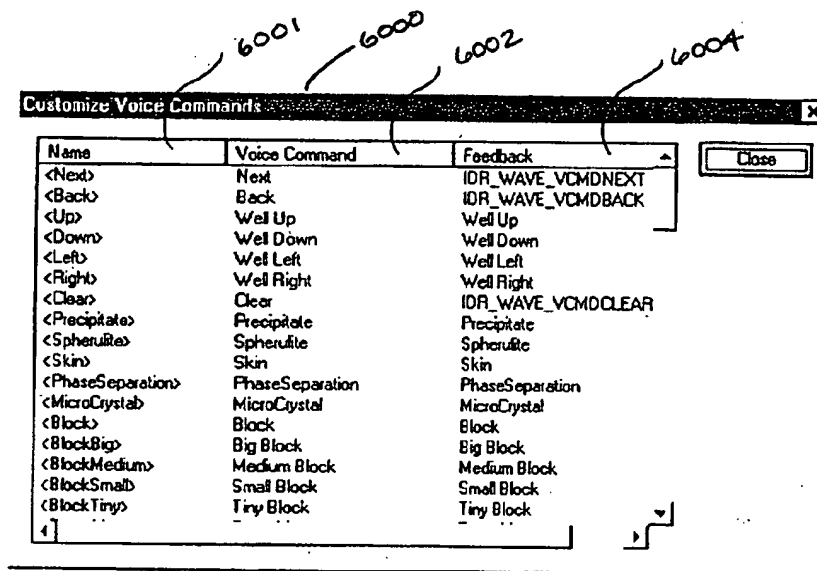 6001 6000 6002 6004
Customize Voice Commands
Name Voice Command Feedback Close
<Next> Next IDR_WAVE_VCMDNEXT
<Back> Back IDR_WAVE_VCMDBACK
<Up> Well Up Well Up
<Down> Well Down Well Down
<Left> Well Left Well Left
<Right> Well Right Well Right
<Clear> Clear IDR_WAVE_VCMDCLEAR
<Precipitate> Precipitate Precipitate
<Spherulite> Spherulite Spherulite
<Skin> Skin Skin
<PhaseSeparation> PhaseSeparation PhaseSeparation
<MicroCrystal> MicroCrystal MicroCrystal
<Block> Block Block
<BlockBig> Big Block Big Block
<BlockMedium> Medium Block Medium Block
<BlockSmall> Small Block Small Block
<BlockTiny> Tiny Block Tiny Block